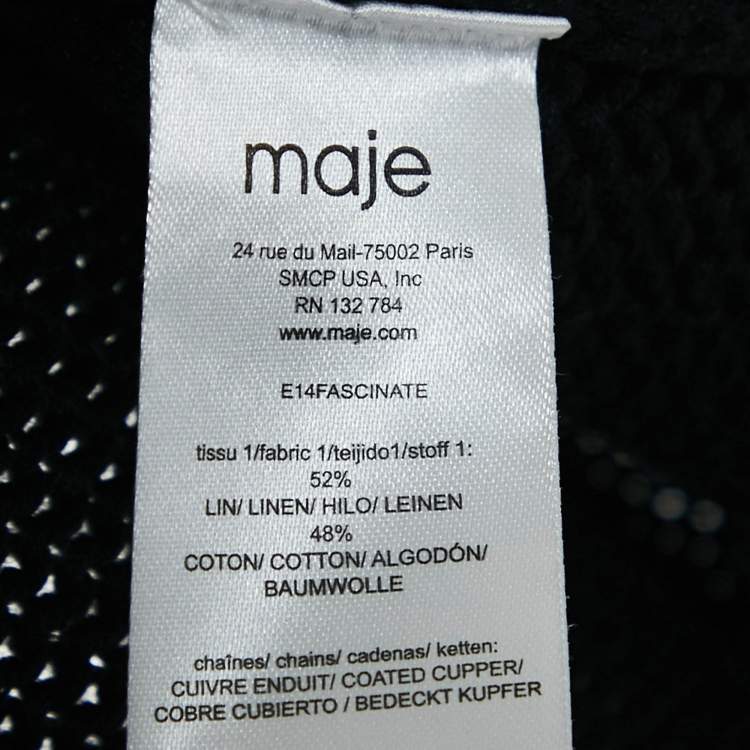 maje
24 rue du Mail-75002 Paris
SMCP USA, Inc
RN 132 784
www.maje.com
E14FASCINATE
tissu 1/fabric 1/teijido1/stoff 1:
52%
LIN/ LINEN/ HILO/ LEINEN
48%
COTON/ COTTON/ ALGODÓN/
BAUMWOLLE
chaînes/ chains/ cadenas/ ketten:
CUIVRE ENDUIT/ COATED CUPPER/
COBRE CUBIERTO / BEDECKT KUPFER